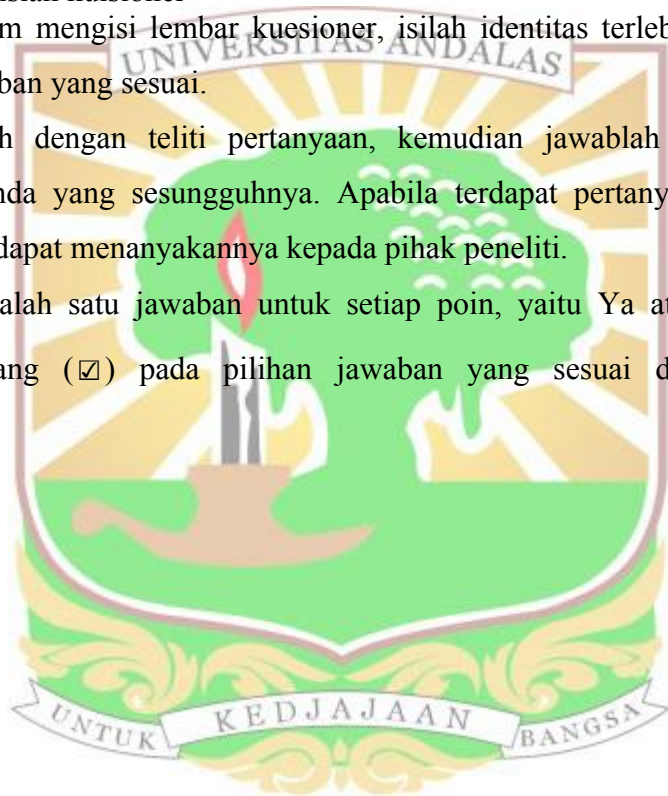 m mengisi lembar kuesioner, isilah identitas terleb
UNIVERSITAS ANDALAS
ban yang sesuai.
h dengan teliti pertanyaan, kemudian jawablah
nda yang sesungguhnya. Apabila terdapat pertany
dapat menanyakannya kepada pihak peneliti.
alah satu jawaban untuk setiap poin, yaitu Ya at
ang (☑) pada pilihan jawaban yang sesuai d
UNTUK KEDJAJAAN BANGSA